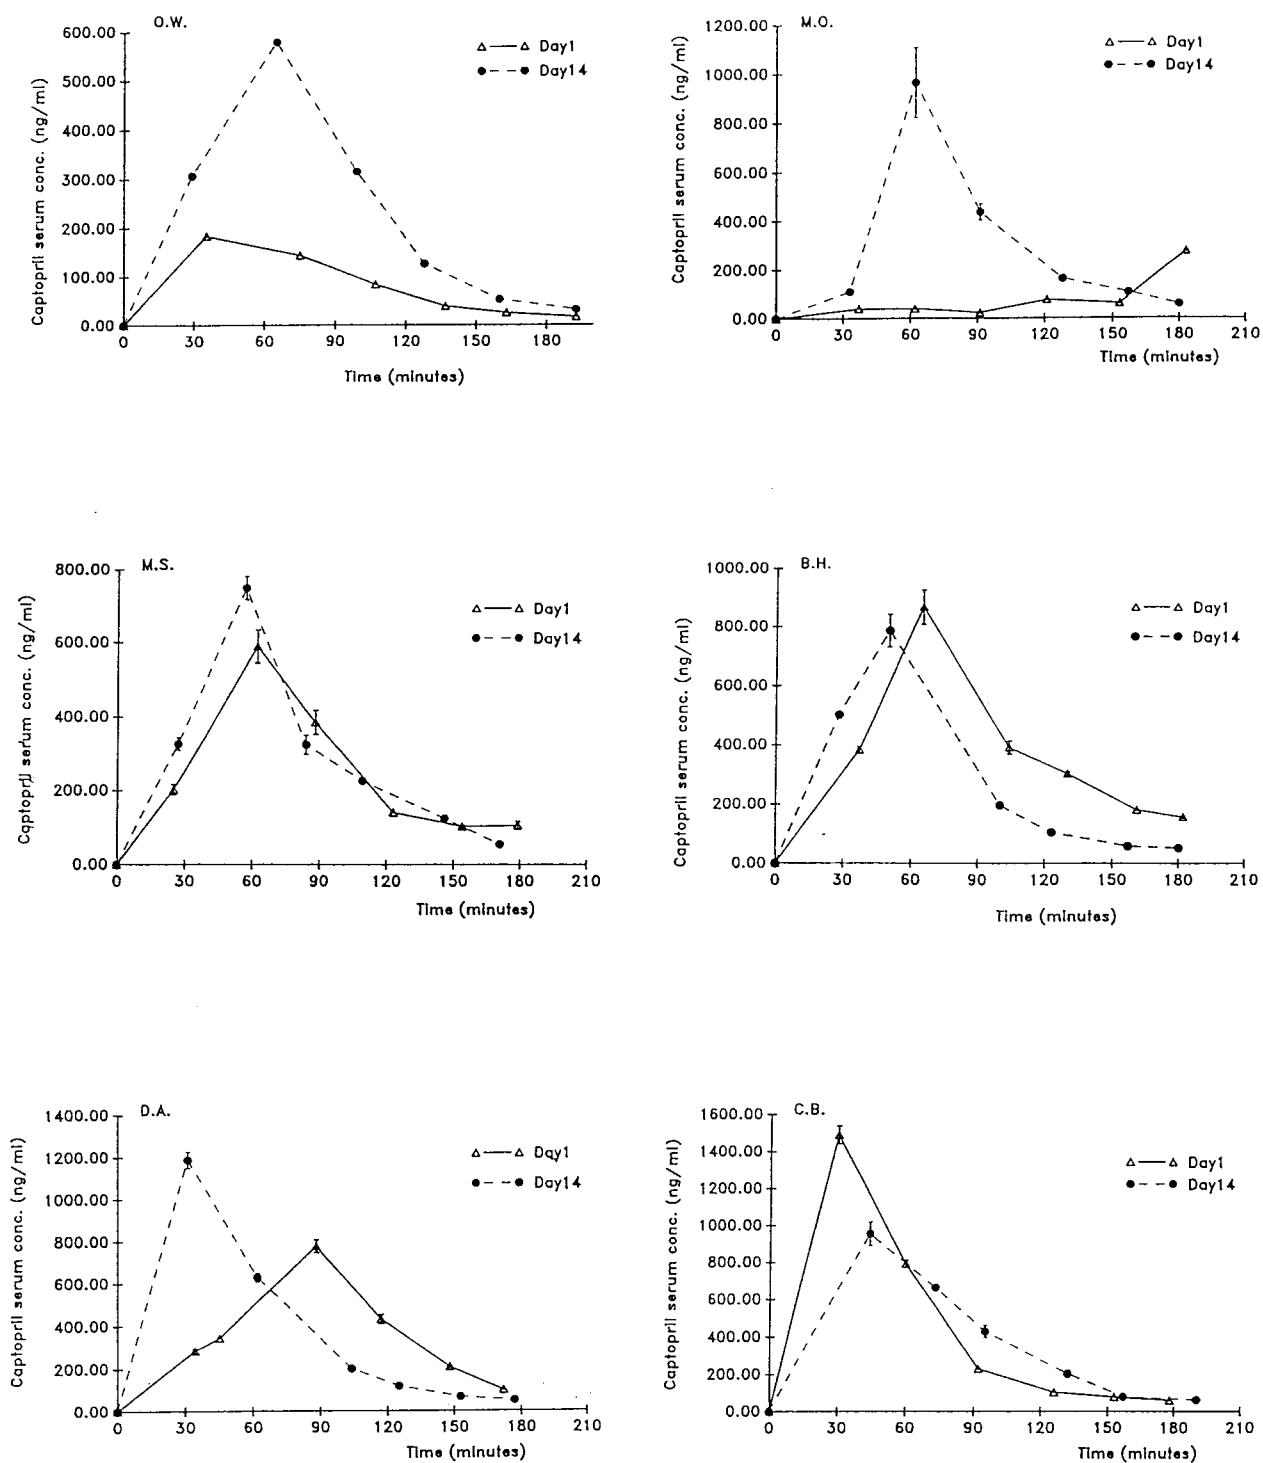 O.W.
600.00
500.00
400.00
300.00
200.00
100.00
0.00
Captopril serum conc. (ng/ml)
Day1
Day14
0 30 60 90 120 150 180
Time (minutes)
M.O.
1200.00
1000.00
800.00
600.00
400.00
200.00
0.00
Captopril serum conc. (ng/ml)
Day1
Day14
0 30 60 90 120 150 180 210
Time (minutes)
M.S.
800.00
600.00
400.00
200.00
0.00
Captopril serum conc. (ng/ml)
Day1
Day14
0 30 60 90 120 150 180
Time (minutes)
B.H.
1000.00
800.00
600.00
400.00
200.00
0.00
Captopril serum conc. (ng/ml)
Day1
Day14
0 30 60 90 120 150 180 210
Time (minutes)
D.A.
1400.00
1200.00
1000.00
800.00
600.00
400.00
200.00
0.00
Captopril serum conc. (ng/ml)
Day1
Day14
0 30 60 90 120 150 180 210
Time (minutes)
C.B.
1600.00
1400.00
1200.00
1000.00
800.00
600.00
400.00
200.00
0.00
Captopril serum conc. (ng/ml)
Day1
Day14
0 30 60 90 120 150 180 210
Time (minutes)